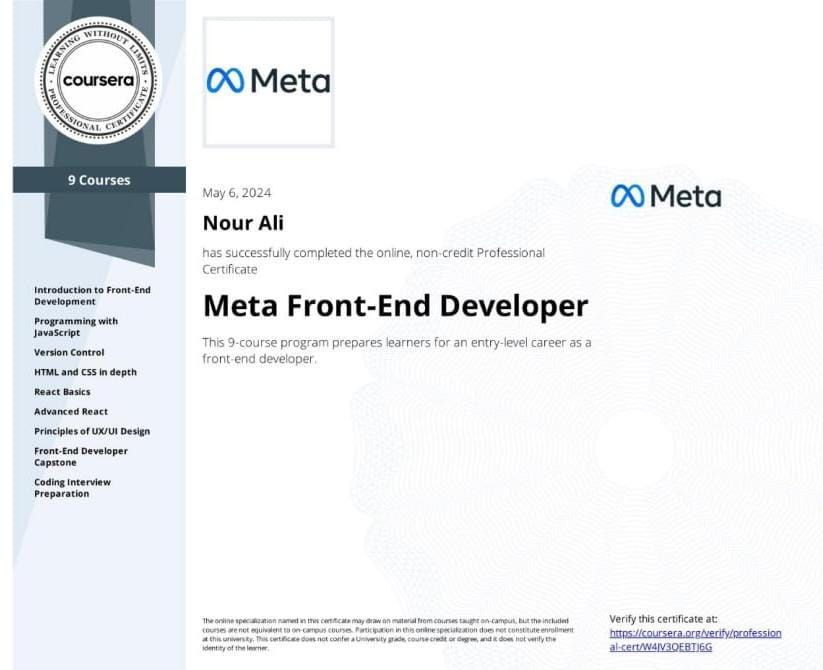 LEARNING WITHOUT LIMITS
coursera
PROFESSIONAL CERTIFICATE
9 Courses
Introduction to Front-End
Development
Programming with
JavaScript
Version Control
HTML and CSS in depth
React Basics
Advanced React
Principles of UX/UI Design
Front-End Developer
Capstone
Coding Interview
Preparation
Meta
May 6, 2024
Nour Ali
has successfully completed the online, non-credit Professional
Certificate
Meta Front-End Developer
This 9-course program prepares learners for an entry-level career as a
front-end developer.
Meta
The online specialization named in this certificate may draw on material from courses taught on-campus, but the included
courses are not equivalent to on-campus courses. Participation in this online specialization does not constitute enrollment
at this university. This certificate does not confer a University grade, course credit or degree, and it does not verify the
identity of the learner.
Verify this certificate at:
https://coursera.org/verify/profession
al-cert/W4JV3QEBTJ6G